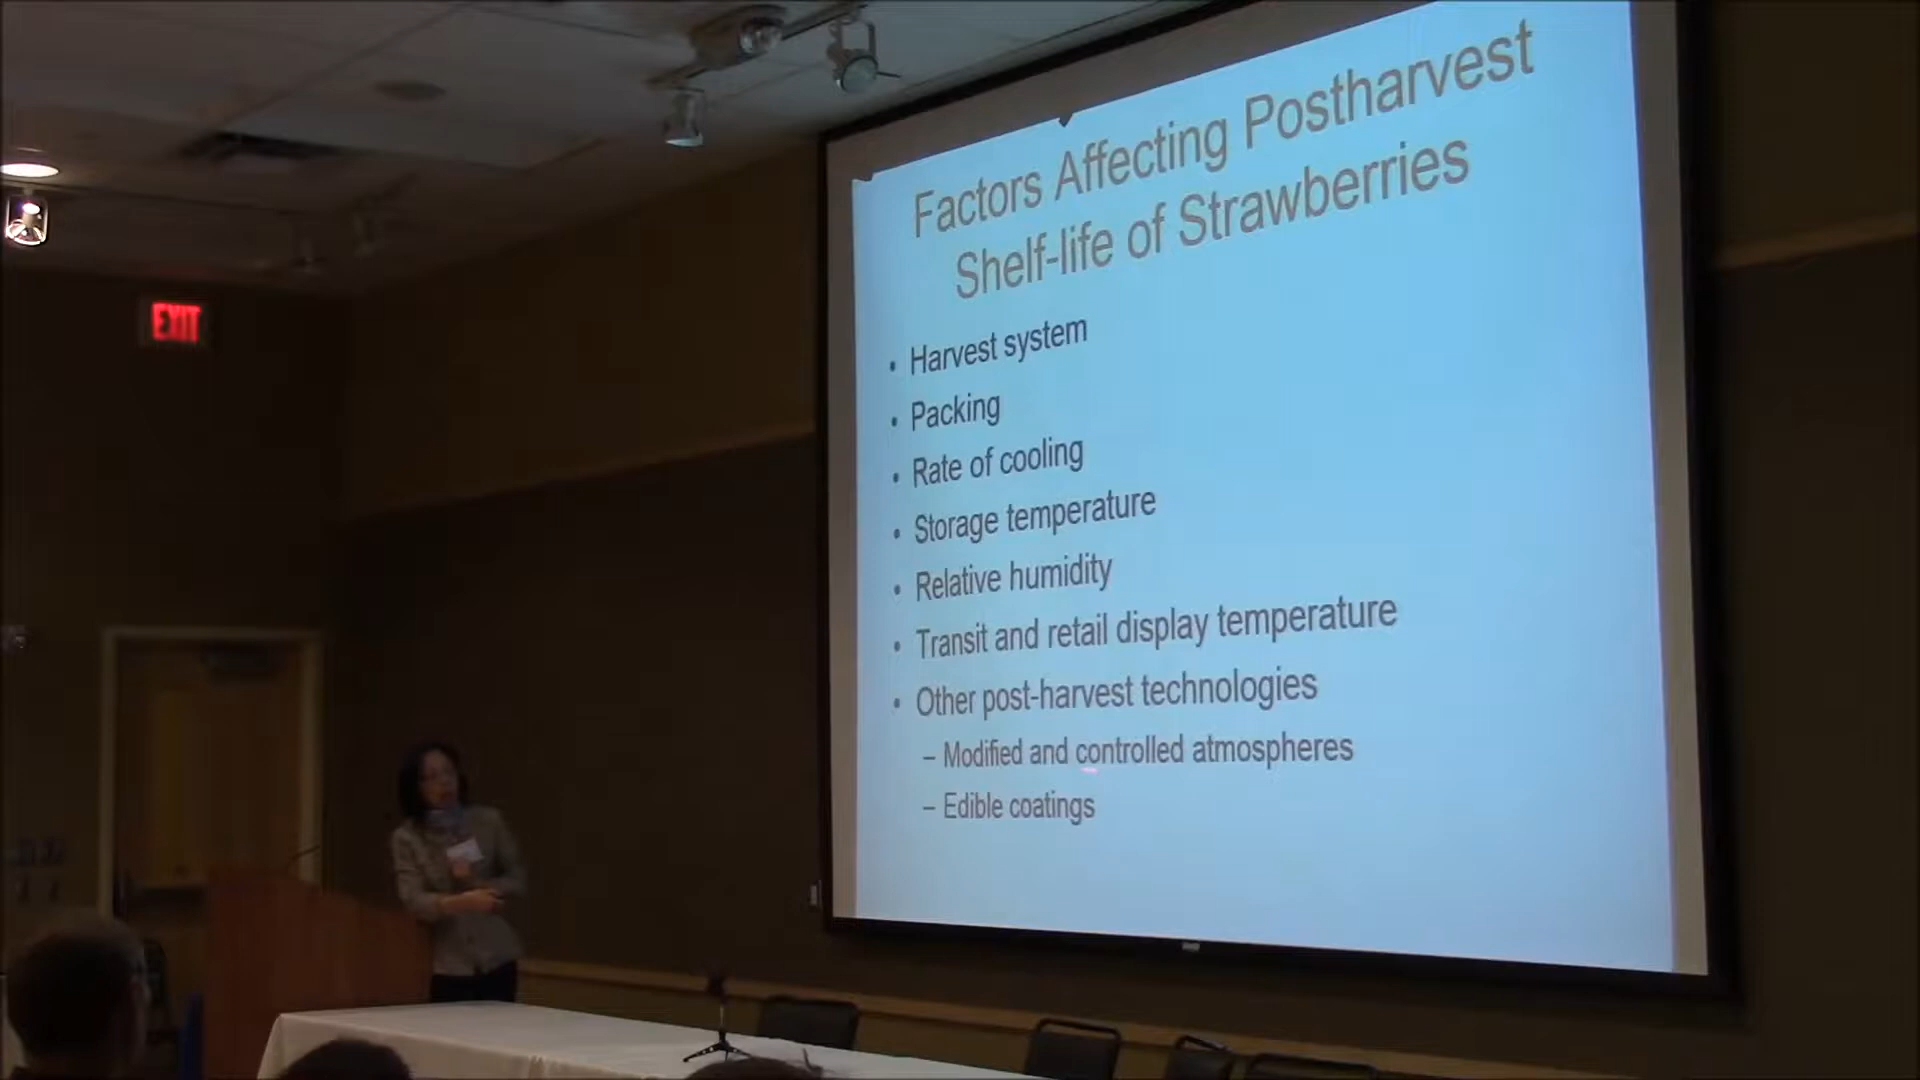 Factors Affecting Postharvest
Shelf-life of Strawberries
• Harvest system
• Packing
• Rate of cooling
• Storage temperature
• Relative humidity
• Transit and retail display temperature
• Other post-harvest technologies
– Modified and controlled atmospheres
– Edible coatings
EXIT